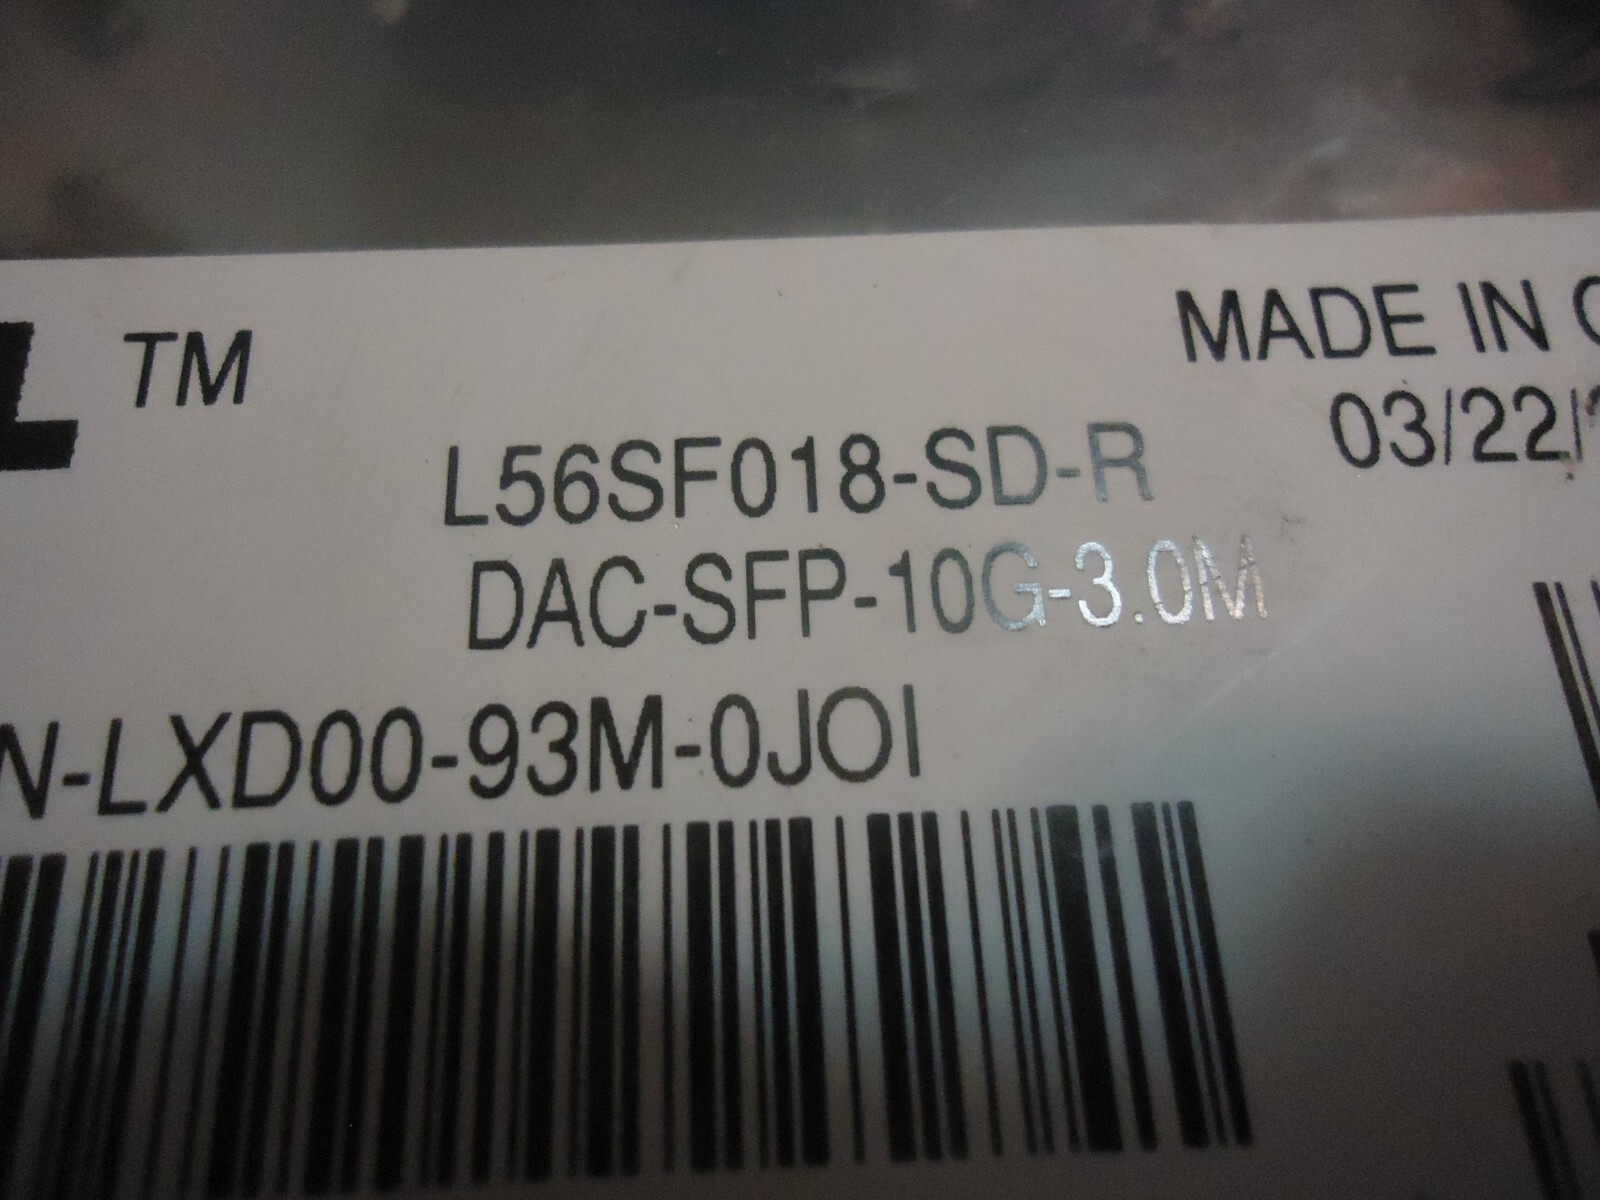 L TM
MADE IN C
03/22/
L56SF018-SD-R
DAC-SFP-10G-3.0M
N-LXD00-93M-0JOI